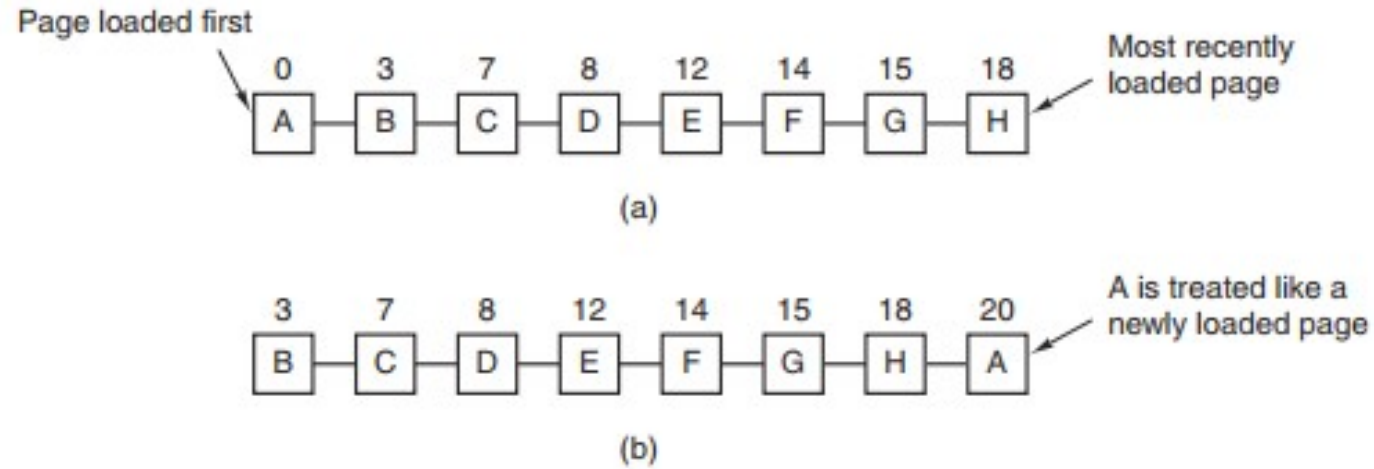 Page loaded first
Most recently
loaded page
0 3 7 8 12 14 15 18
A B C D E F G H
(a)
A is treated like a
newly loaded page
3 7 8 12 14 15 18 20
B C D E F G H A
(b)